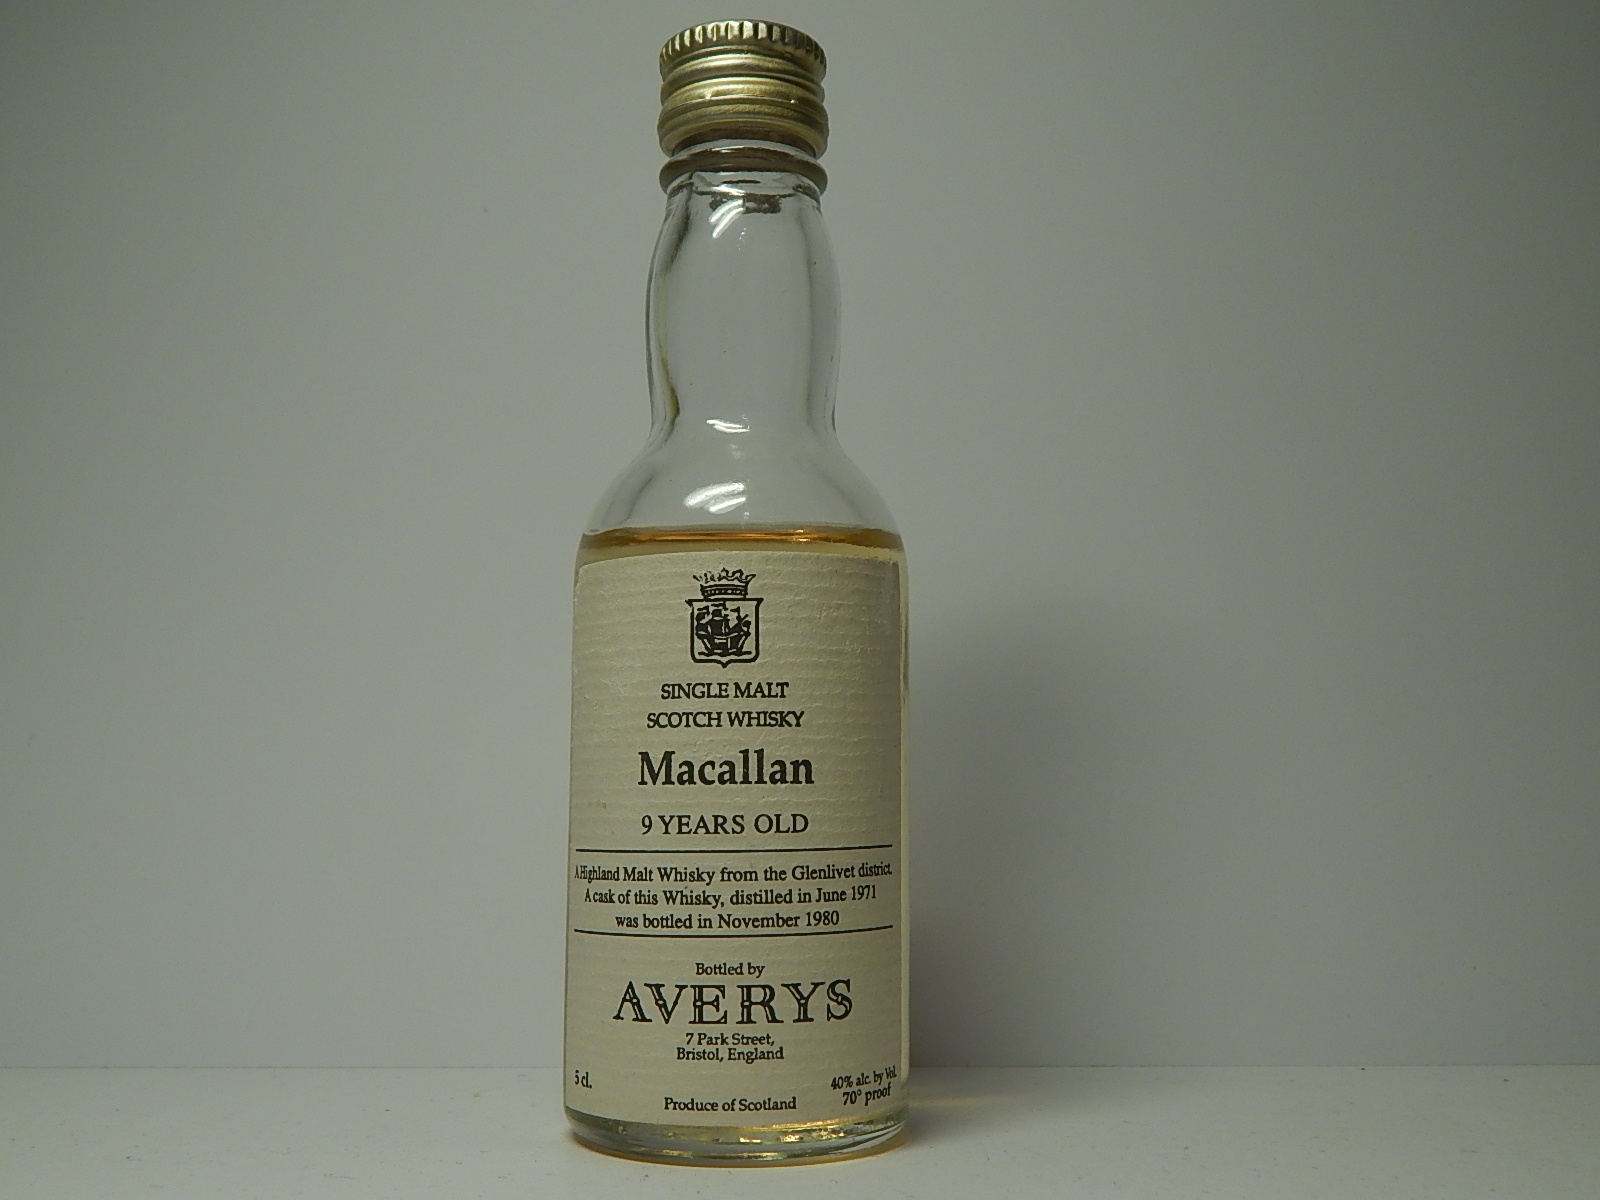 SINGLE MALT
SCOTCH WHISKY
Macallan
9 YEARS OLD
A Highland Malt Whisky from the Glenlivet district.
A cask of this Whisky, distilled in June 1971
was bottled in November 1980
Bottled by
AVERYS
7 Park Street,
Bristol, England
5 cl.
40% alc. by Vol.
70° proof
Produce of Scotland